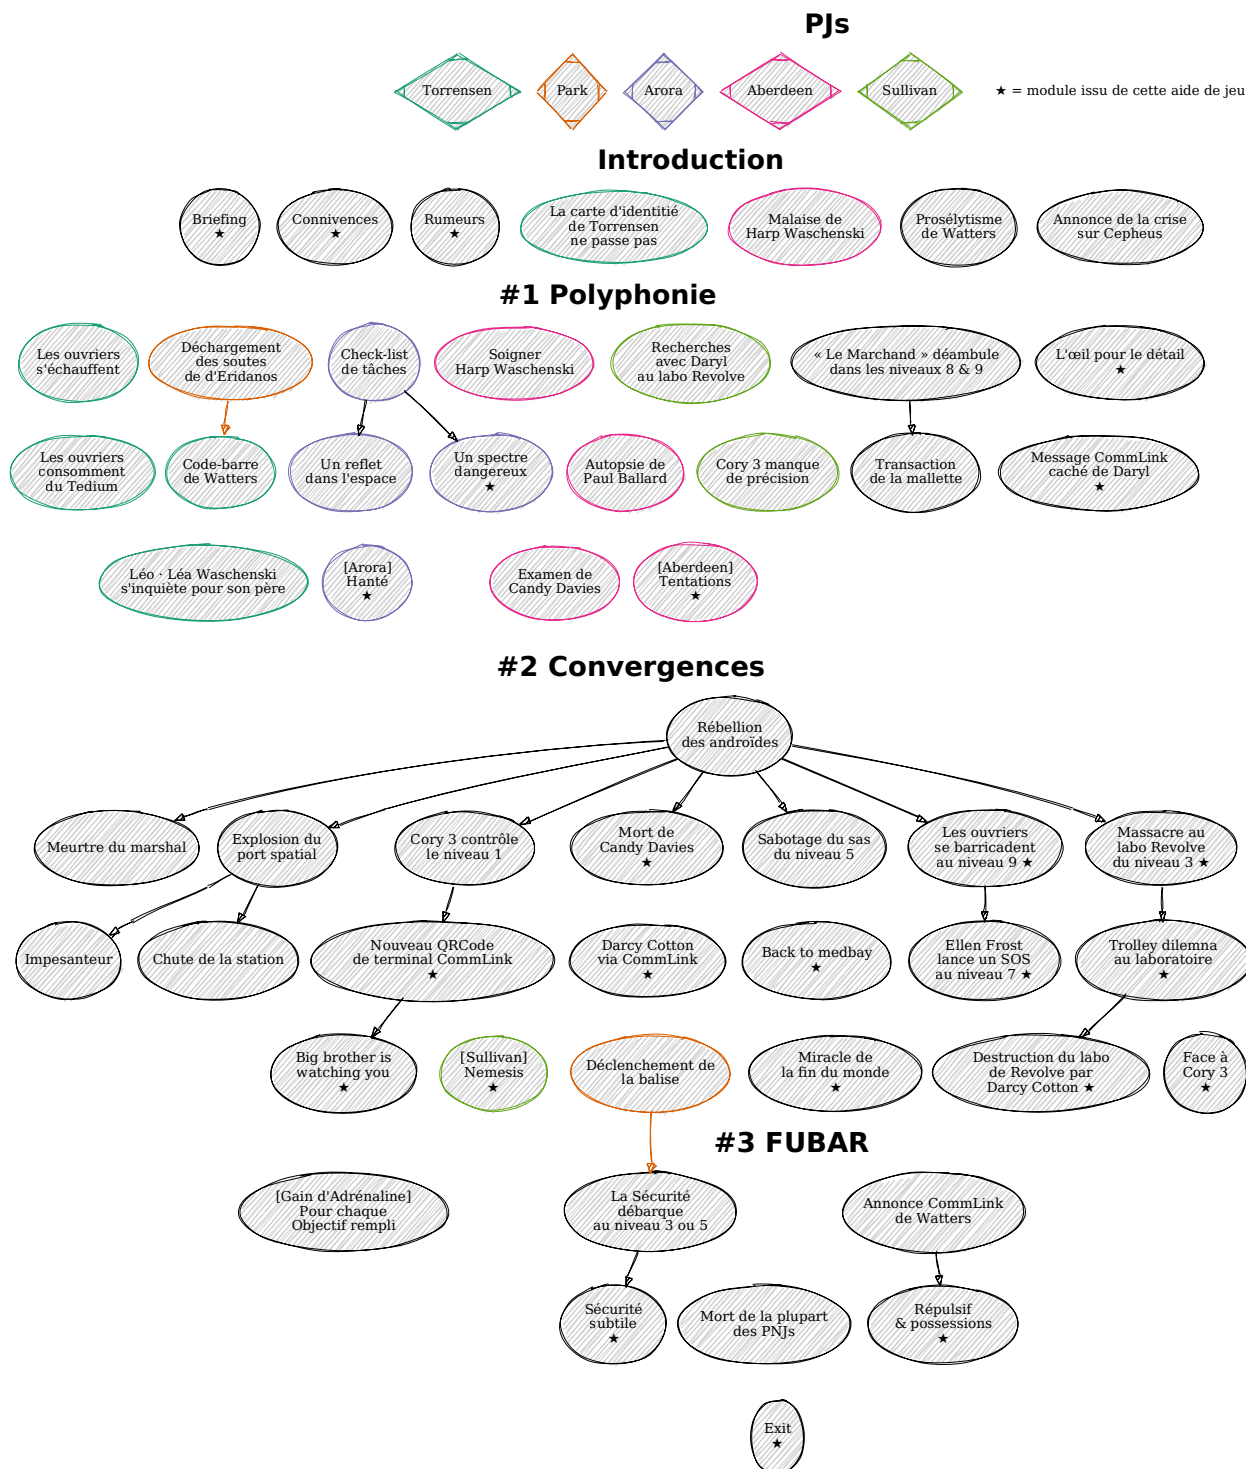 PJs
Torrensen
Park
Arora
Aberdeen
Sullivan
★ = module issu de cette aide de jeu
Introduction
Briefing
★
Connivences
★
Rumeurs
★
La carte d'identitié
de Torrensen
ne passe pas
Malaise de
Harp Waschenski
Prosélytisme
de Watters
Annonce de la crise
sur Cepheus
#1 Polyphonie
Les ouvriers
s'échauffent
Déchargement
des soutes
de d'Eridanos
Check-list
de tâches
Soigner
Harp Waschenski
Recherches
avec Daryl
au labo Revolve
« Le Marchand » déambule
dans les niveaux 8 & 9
L'œil pour le détail
★
Les ouvriers
consomment
du Tedium
Code-barre
de Watters
Un reflet
dans l'espace
Un spectre
dangereux
★
Autopsie de
Paul Ballard
Cory 3 manque
de précision
Transaction
de la mallette
Message CommLink
caché de Daryl
★
Léo · Léa Waschenski
s'inquiète pour son père
[Arora]
Hanté
★
Examen de
Candy Davies
[Aberdeen]
Tentations
★
#2 Convergences
Rébellion
des androïdes
Meurtre du marshal
Explosion du
port spatial
Cory 3 contrôle
le niveau 1
Mort de
Candy Davies
★
Sabotage du sas
du niveau 5
Les ouvriers
se barricadent
au niveau 9 ★
Massacre au
labo Revolve
du niveau 3 ★
Impesanteur
Chute de la station
Nouveau QRCode
de terminal CommLink
★
Darcy Cotton
via CommLink
★
Back to medbay
★
Ellen Frost
lance un SOS
au niveau 7 ★
Trolley dilemna
au laboratoire
★
Big brother is
watching you
★
[Sullivan]
Nemesis
★
Déclenchement de
la balise
Miracle de
la fin du monde
★
Destruction du labo
de Revolve par
Darcy Cotton ★
Face à
Cory 3
★
#3 FUBAR
[Gain d'Adrénaline]
Pour chaque
Objectif rempli
La Sécurité
débarque
au niveau 3 ou 5
Annonce CommLink
de Watters
Sécurité
subtile
★
Mort de la plupart
des PNJs
Répulsif
& possessions
★
Exit
★